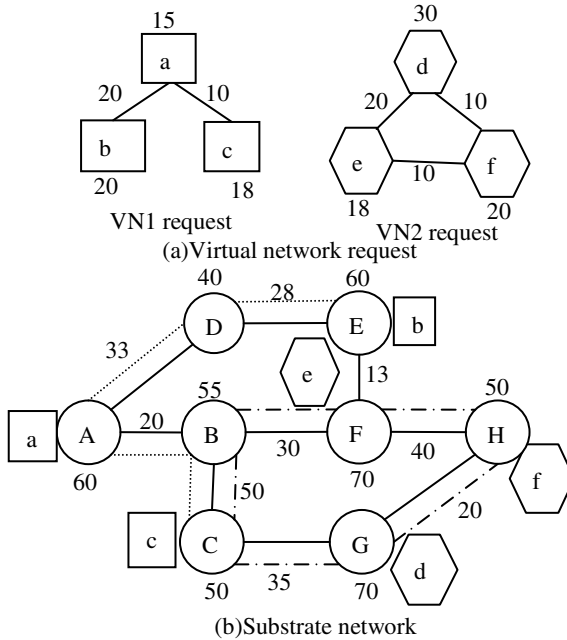 15
30
a
d
20
10
20
10
b
c
e
f
10
20
18
18
20
VN1 request
VN2 request
(a)Virtual network request
40
28
60
D
E
b
33
e
13
55
50
20
a
A
B
F
H
30
40
60
70
50
20
f
c
C
G
d
50
35
70
(b)Substrate network